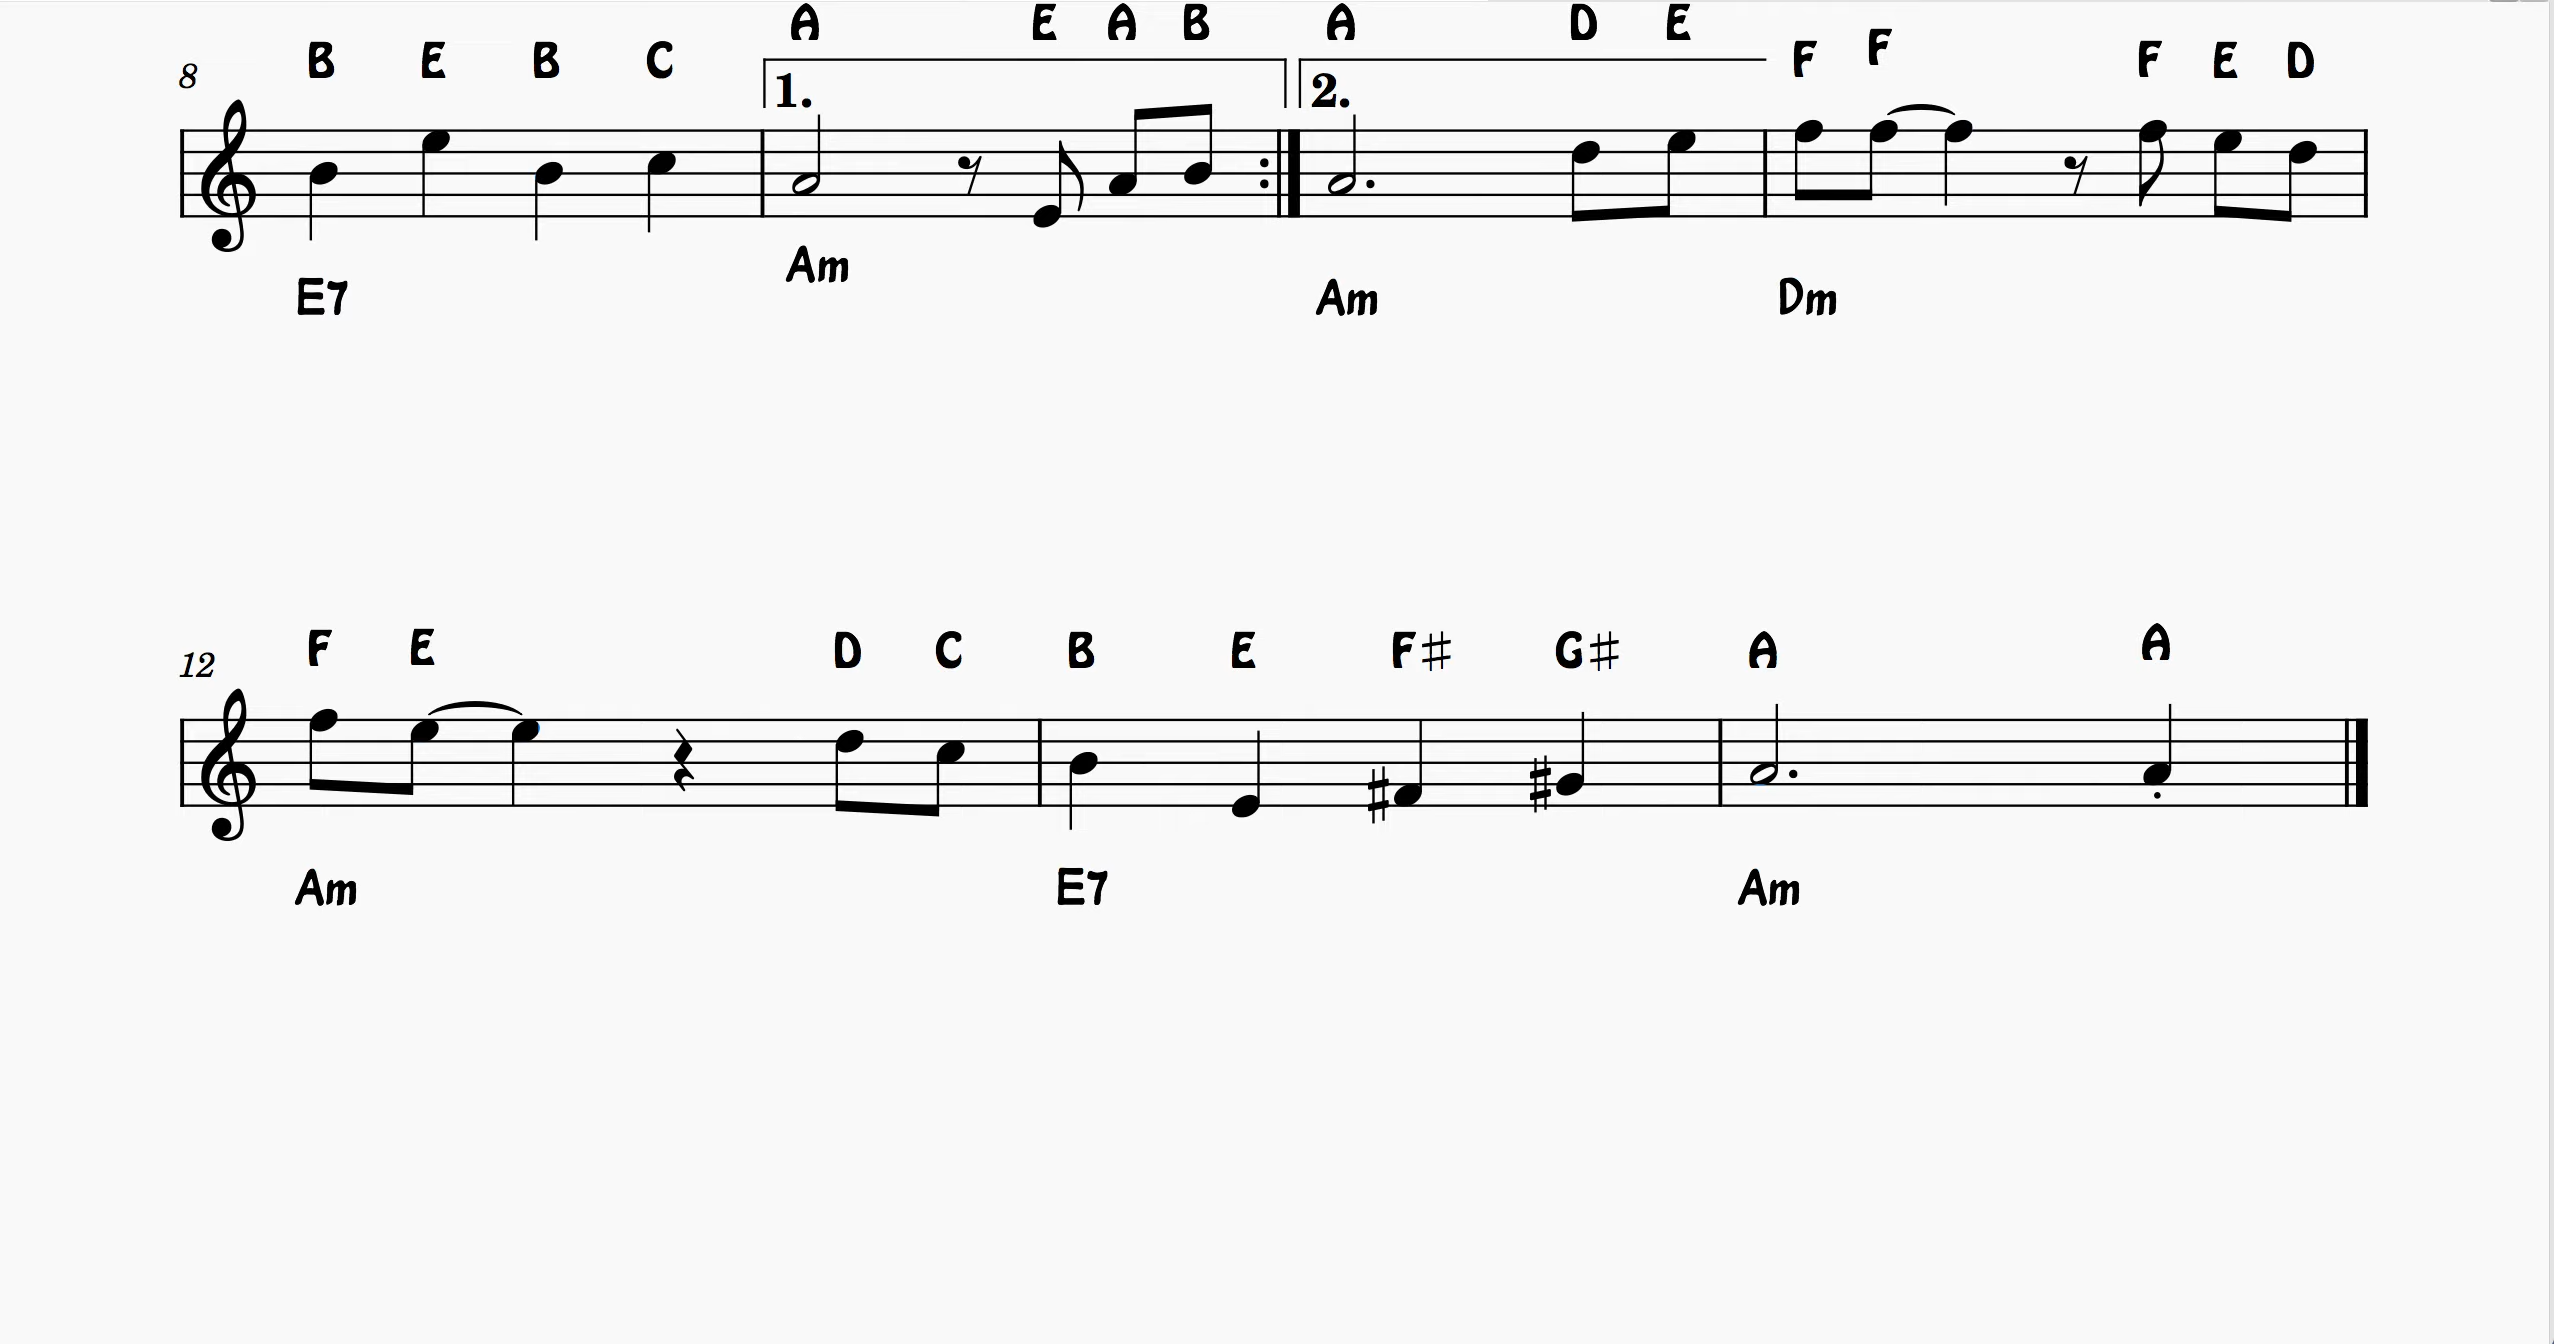 A E A B A D E
8 B E B C F F F E D
1. 2.
E7 Am Am Dm
12 F E D C B E F♯ G♯ A A
Am E7 Am